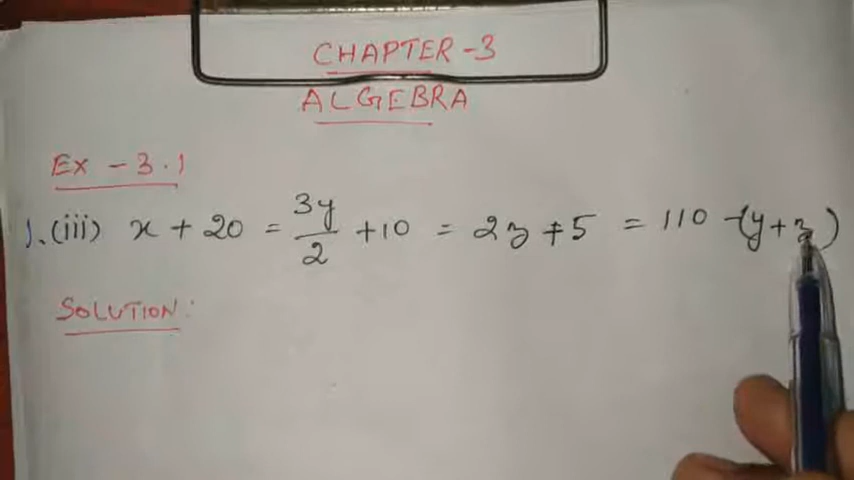 CHAPTER-3
ALGEBRA
Ex - 3.1
1.(iii) x + 20 = 3y/2 + 10 = 2z + 5 = 110 - (y + z)
SOLUTION: